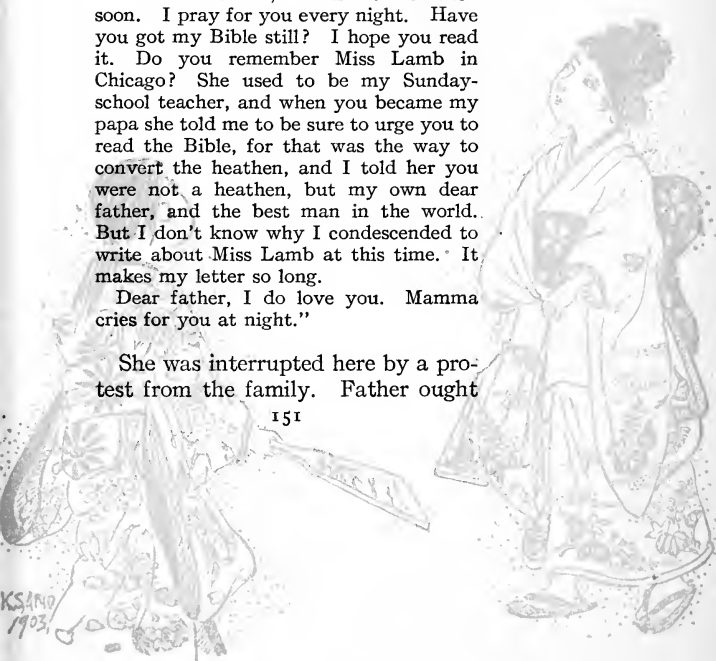 soon. I pray for you every night. Have
you got my Bible still? I hope you read
it. Do you remember Miss Lamb in
Chicago? She used to be my Sunday-
school teacher, and when you became my
papa she told me to be sure to urge you to
read the Bible, for that was the way to
convert the heathen, and I told her you
were not a heathen, but my own dear
father, and the best man in the world.
But I don't know why I condescended to
write about Miss Lamb at this time. It
makes my letter so long.
Dear father, I do love you. Mamma
cries for you at night."
She was interrupted here by a pro-
test from the family. Father ought
151
KSANO
1903.